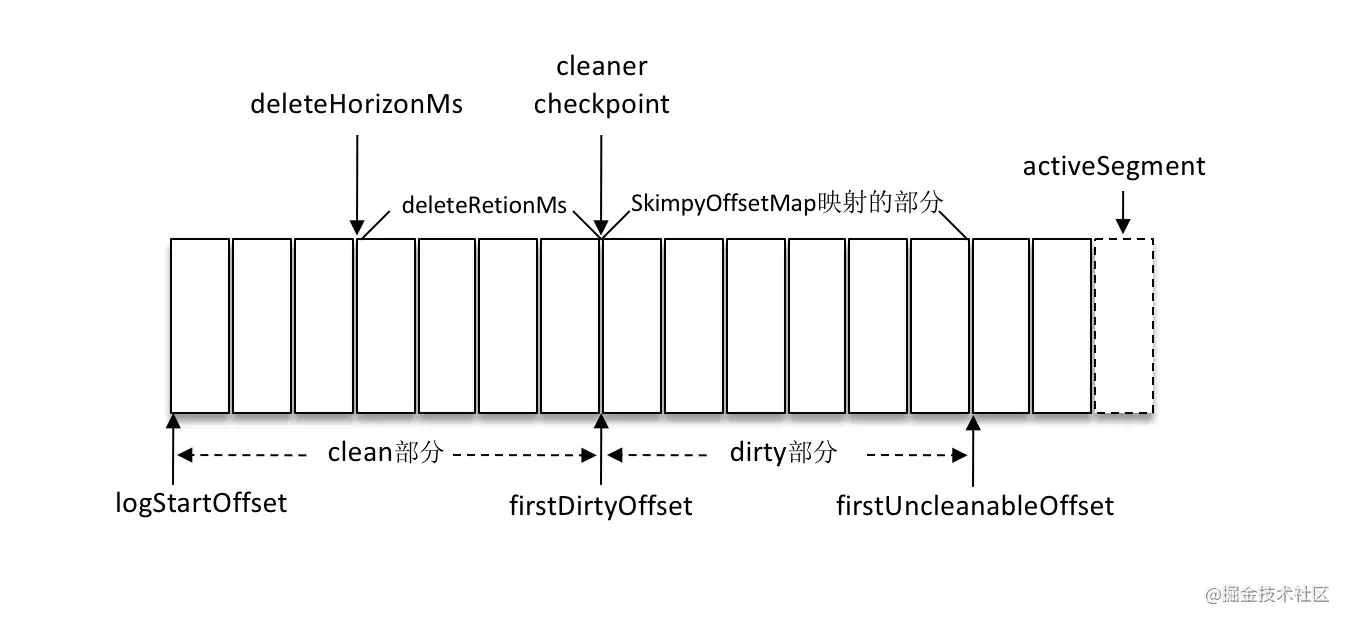 cleaner
checkpoint
deleteHorizonMs
activeSegment
deleteRetionMs
SkimpyOffsetMap映射的部分
clean部分
dirty部分
logStartOffset
firstDirtyOffset
firstUncleanableOffset
@掘金技术社区